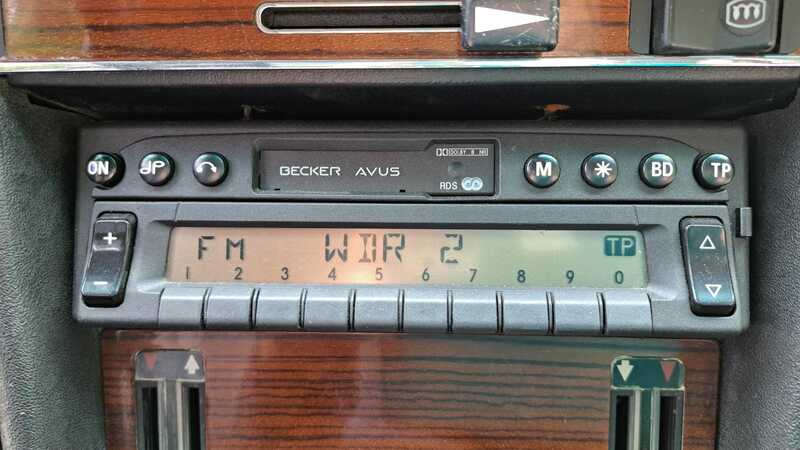 DOLBY B NR
ON
BECKER AVUS
M
BD
TP
RDS
+
FM WDR 2 TP
1 2 3 4 5 6 7 8 9 0
−